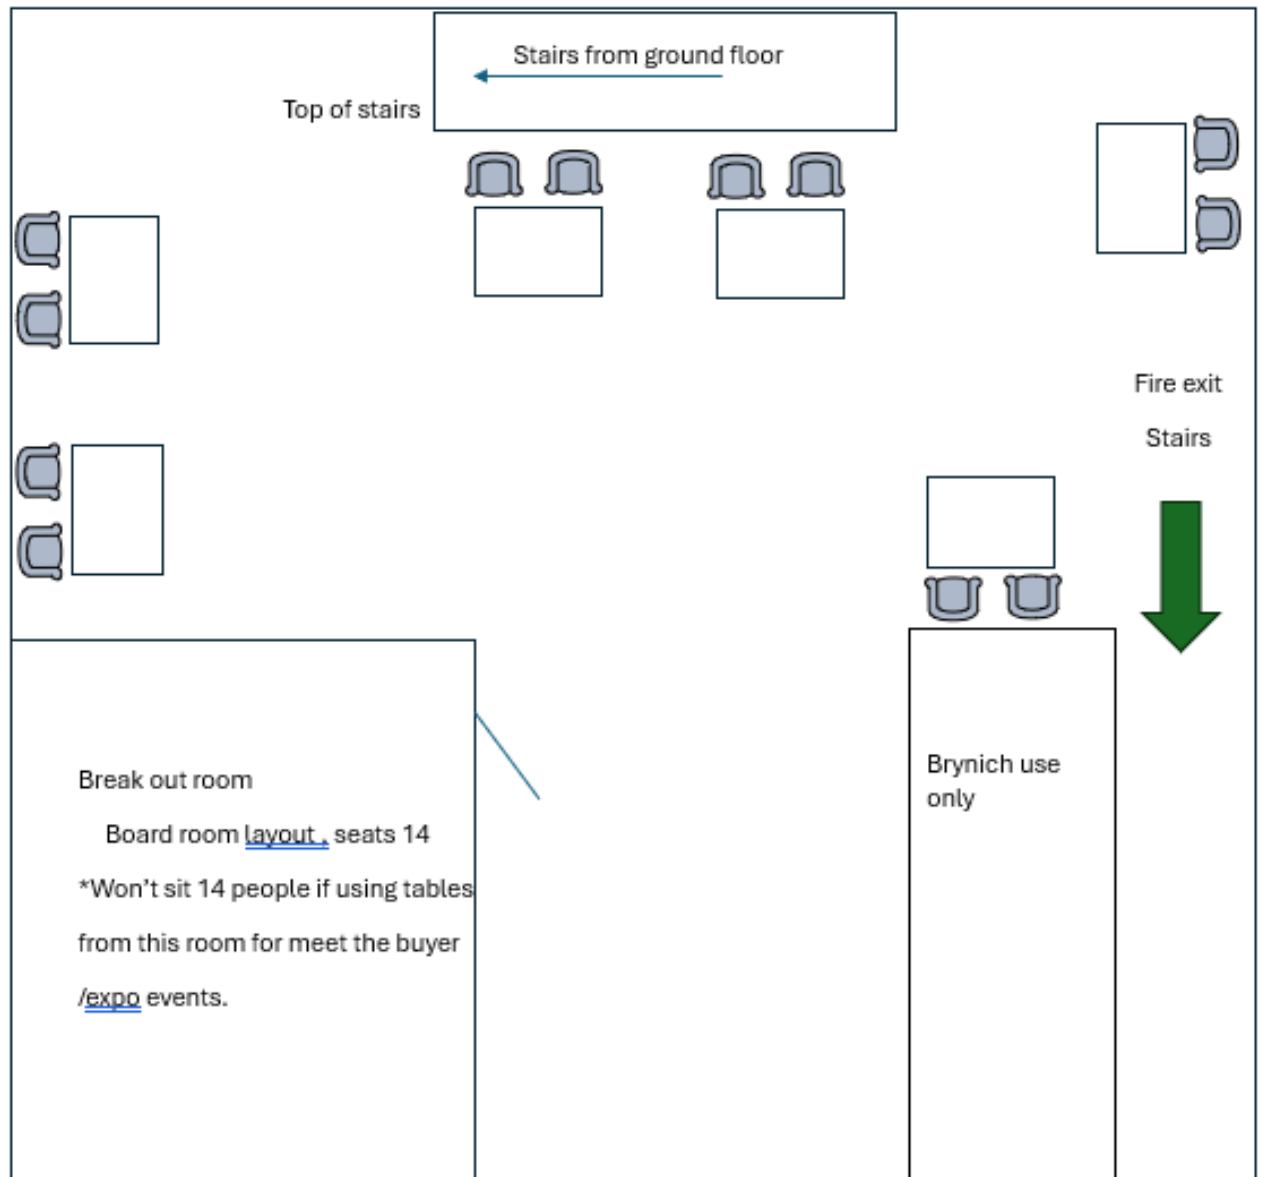 Stairs from ground floor
Top of stairs
Fire exit
Stairs
Break out room
Board room layout , seats 14
*Won't sit 14 people if using tables
from this room for meet the buyer
/expo events.
Brynich use
only